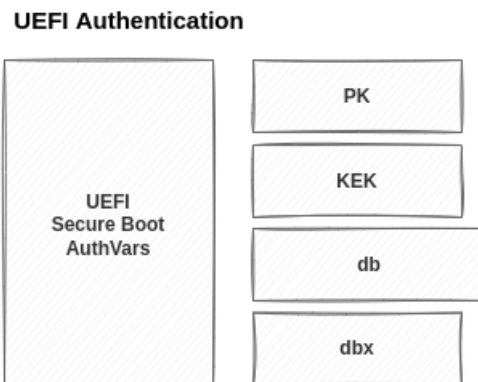 UEFI Authentication
UEFI
Secure Boot
AuthVars
PK
KEK
db
dbx